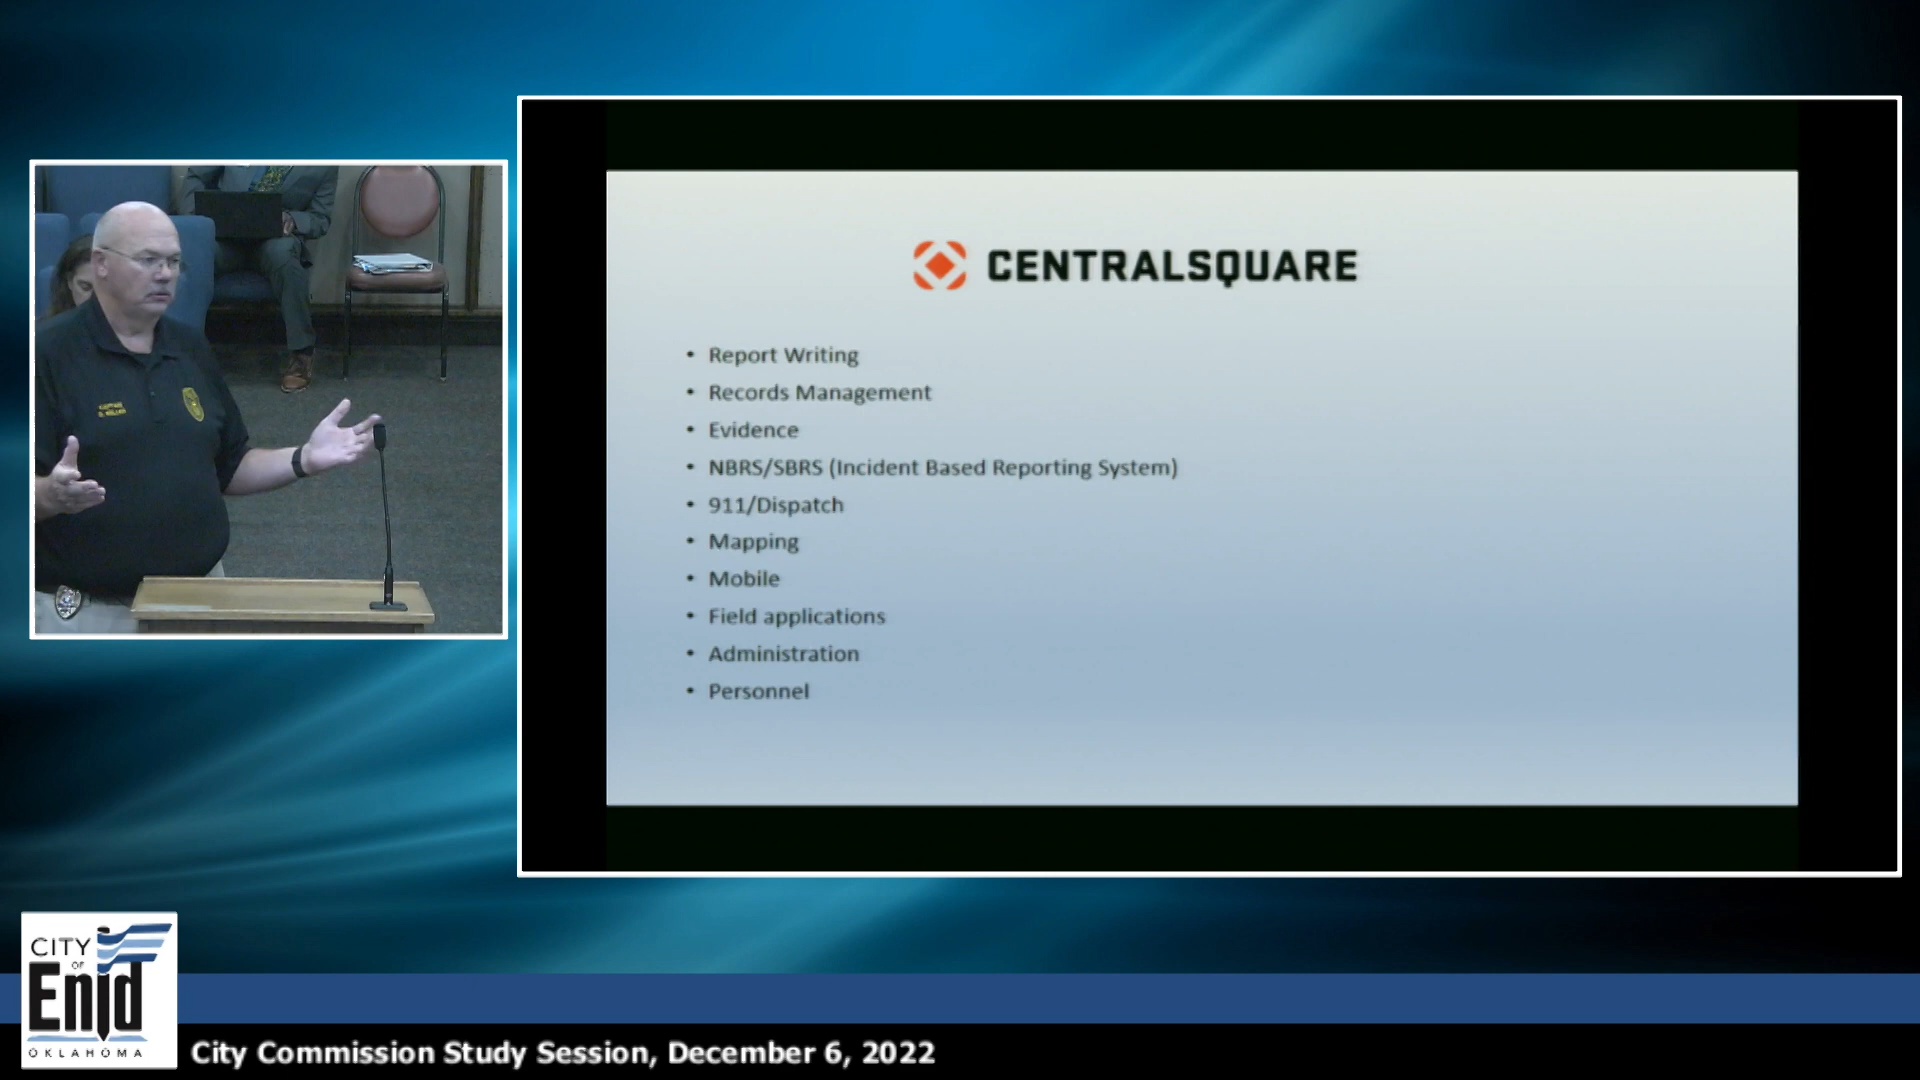 CENTRALSQUARE
• Report Writing
• Records Management
• Evidence
• NBRS/SBRS (Incident Based Reporting System)
• 911/Dispatch
• Mapping
• Mobile
• Field applications
• Administration
• Personnel
CITY
OF
Enid
OKLAHOMA
City Commission Study Session, December 6, 2022